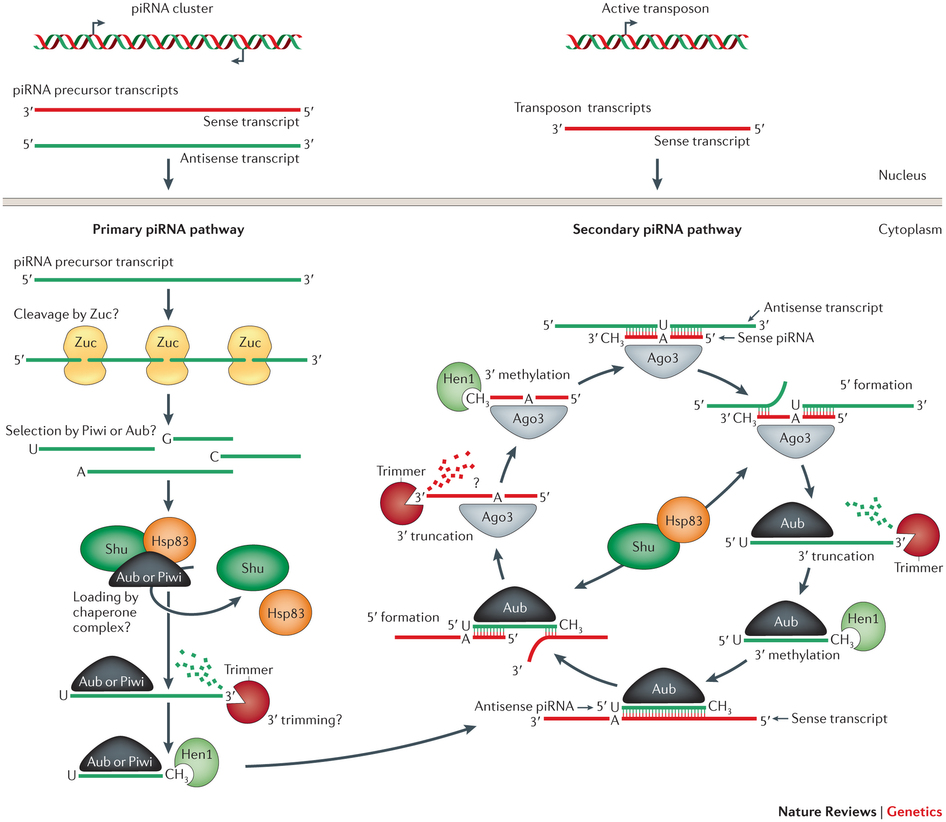 piRNA cluster
Active transposon
piRNA precursor transcripts
3′ 5′
Sense transcript
5′ 3′
Antisense transcript
Transposon transcripts
3′ 5′
Sense transcript
Nucleus
Primary piRNA pathway
Secondary piRNA pathway
Cytoplasm
piRNA precursor transcript
5′ 3′
Cleavage by Zuc?
Zuc Zuc Zuc
5′ 3′
Selection by Piwi or Aub?
G
U
C
A
Shu
Hsp83
Aub or Piwi
Loading by
chaperone
complex?
Shu
Hsp83
Aub or Piwi
U 3′
Trimmer
3′ trimming?
Aub or Piwi
U CH3
Hen1
Antisense transcript
5′ U 3′
3′ CH3 A 5′
Sense piRNA
Ago3
5′ formation
U 3′
3′ CH3 A 5′
Ago3
Aub
5′ U 3′
3′ truncation
Trimmer
Aub
5′ U CH3
Hen1
3′ methylation
Aub
Antisense piRNA
5′ U CH3
3′ A 5′
Sense transcript
5′ formation
Aub
5′ U CH3
A 5′
3′
Shu
Hsp83
Trimmer
?
3′ A 5′
Ago3
3′ truncation
Hen1
3′ methylation
CH3 A 5′
Ago3
Nature Reviews | Genetics